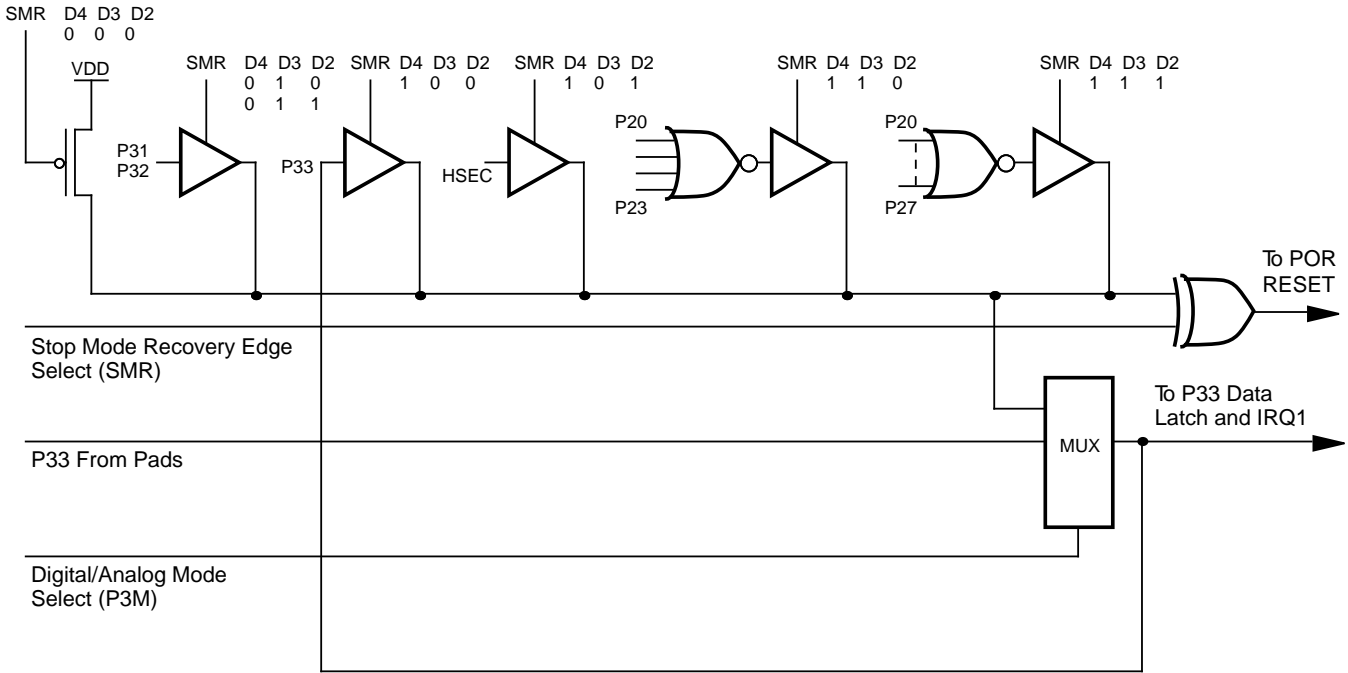 SMR D4 D3 D2
0 0 0
VDD
SMR D4 D3 D2
0 1 0
0 1 1
SMR D4 D3 D2
1 0 0
SMR D4 D3 D2
1 0 1
SMR D4 D3 D2
1 1 0
SMR D4 D3 D2
1 1 1
P31
P32
P33
HSEC
P20
P23
P20
P27
To POR
RESET
Stop Mode Recovery Edge
Select (SMR)
To P33 Data
Latch and IRQ1
MUX
P33 From Pads
Digital/Analog Mode
Select (P3M)